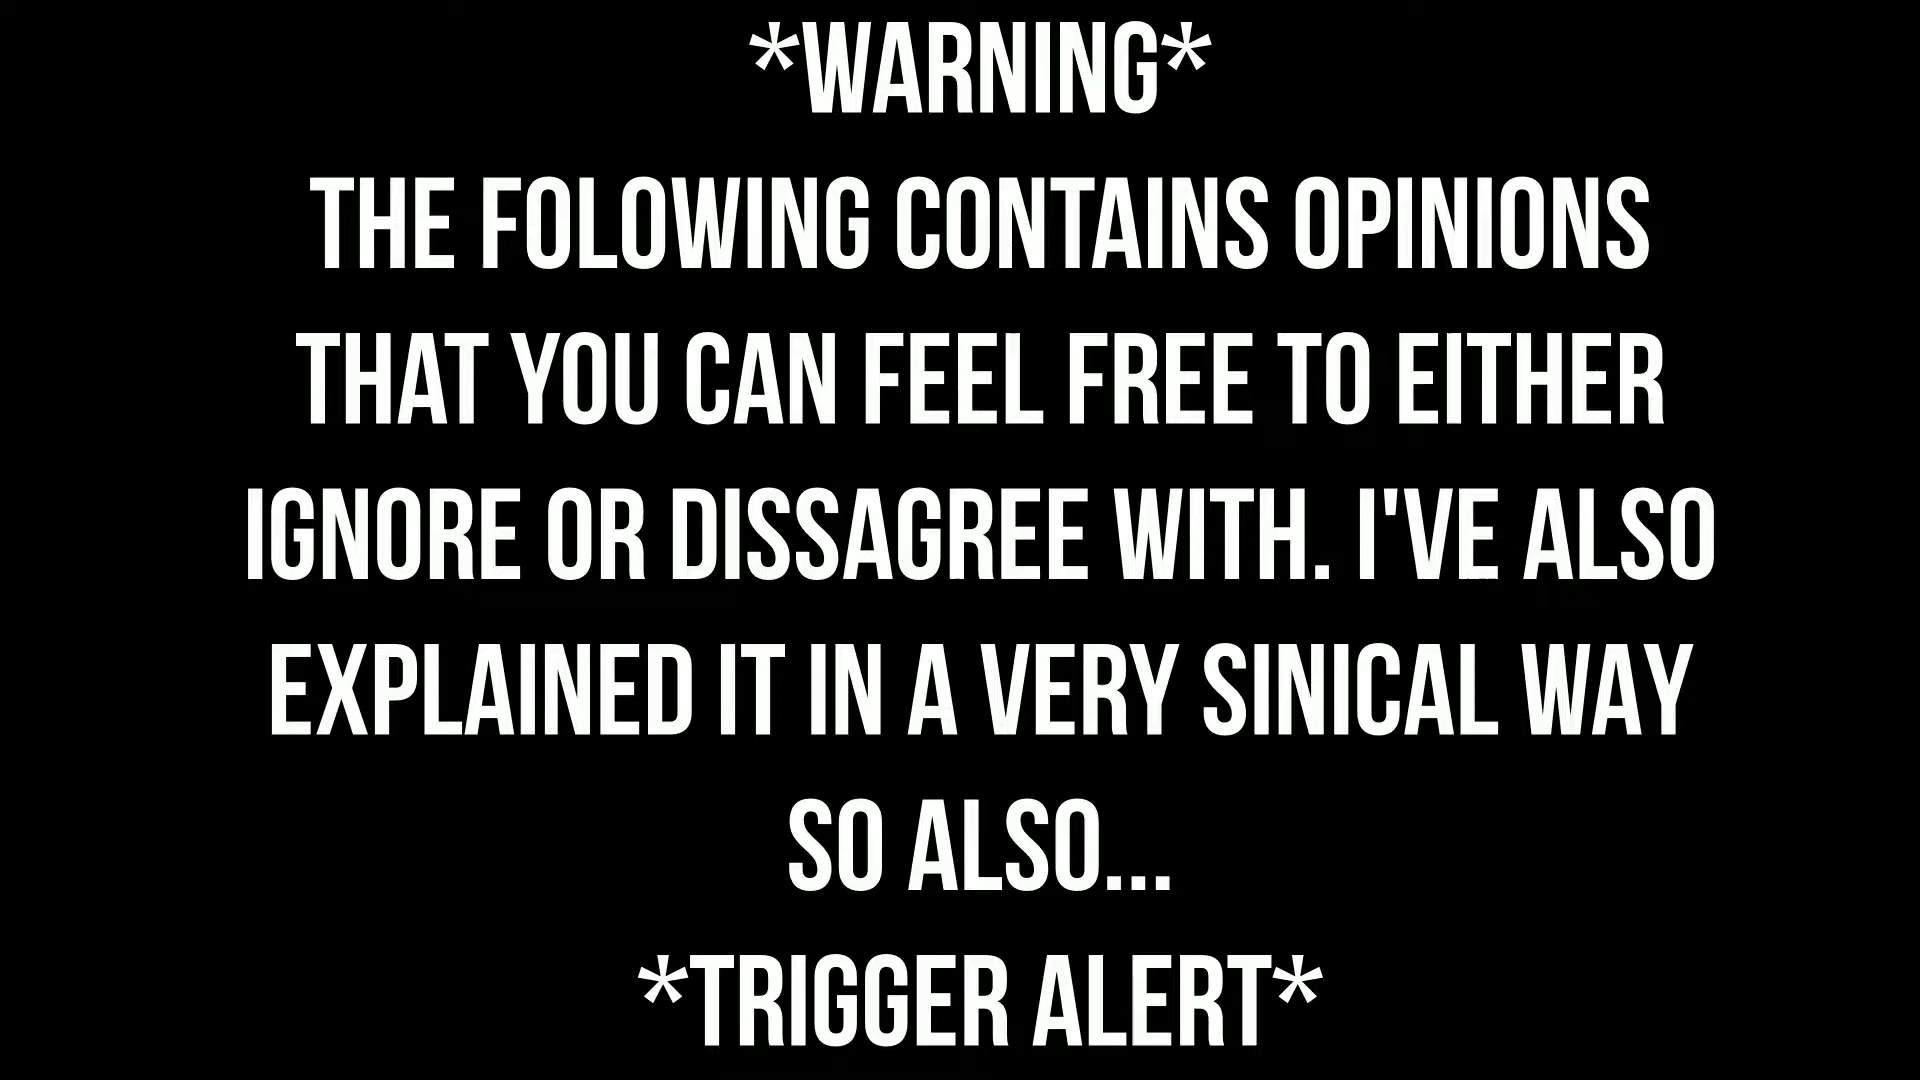 *WARNING*
THE FOLOWING CONTAINS OPINIONS
THAT YOU CAN FEEL FREE TO EITHER
IGNORE OR DISSAGREE WITH. I'VE ALSO
EXPLAINED IT IN A VERY SINICAL WAY
SO ALSO...
*TRIGGER ALERT*